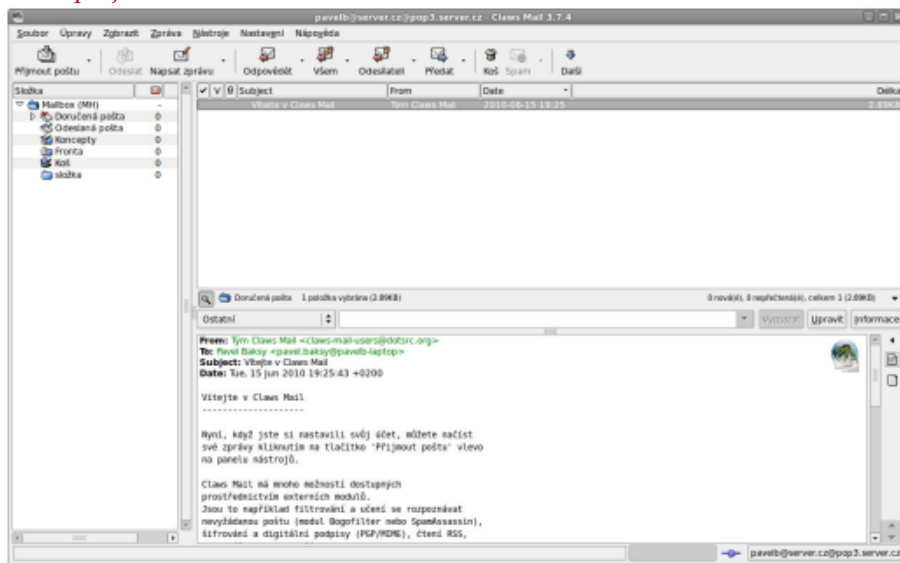 pavelb@server.cz@pop3.server.cz - Claws Mail 3.7.4
Soubor Úpravy Zobrazit Zpráva Nástroje Nastavení Nápověda
Přijmout poštu Odeslat Napsat zprávu Odpovědět Všem Odesílateli Předat Koš Spam Další
Složka
Mailbox (MH) -
Doručená pošta 0
Odeslaná pošta 0
Koncepty 0
Fronta 0
Koš 0
složka 0
Subject From Date Délka
Vítejte v Claws Mail Tým Claws Mail 2010-06-15 19:25 2.89KB
Doručená pošta 1 položka vybrána (2.89KB) 0 nová(é), 0 nepřečtená(é), celkem 1 (2.89KB)
Ostatní Vymazat Upravit Informace
From: Tým Claws Mail <claws-mail-users@dotsrc.org>
To: Pavel Baksy <pavel.baksy@pavelb-laptop>
Subject: Vítejte v Claws Mail
Date: Tue, 15 Jun 2010 19:25:43 +0200
Vítejte v Claws Mail
--------------------
Nyní, když jste si nastavili svůj účet, můžete načíst
své zprávy kliknutím na tlačítko 'Přijmout poštu' vlevo
na panelu nástrojů.
Claws Mail má mnoho možností dostupných
prostřednictvím externích modulů.
Jsou to například filtrování a učení se rozpoznávat
nevyžádanou poštu (modul Bogofilter nebo SpamAssassin),
šifrování a digitální podpisy (PGP/MIME), čtení RSS,
pavelb@server.cz@pop3.server.cz